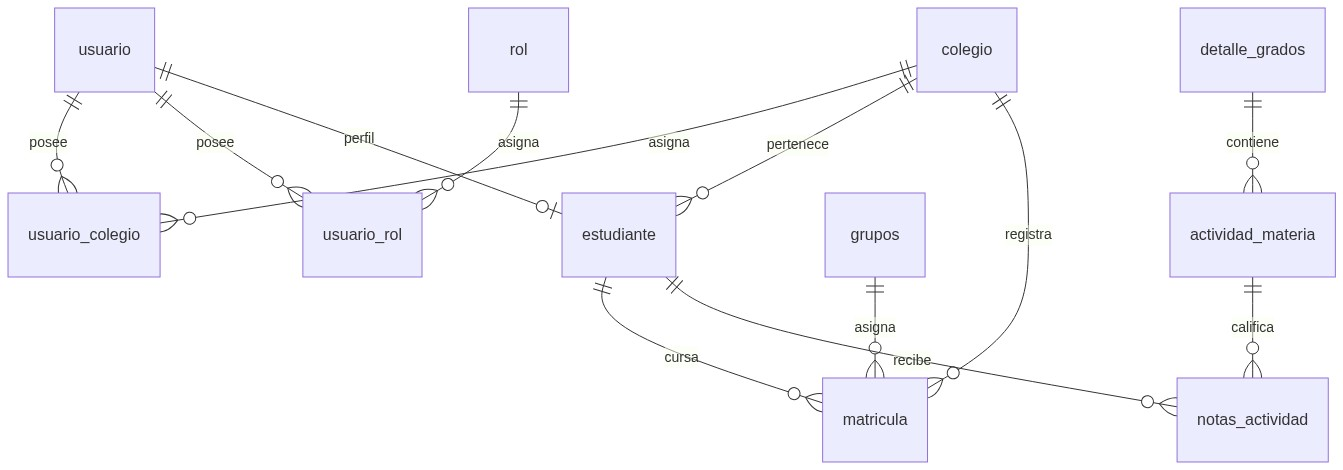 usuario
rol
colegio
detalle_grados
posee
posee
perfil
asigna
asigna
pertenece
contiene
usuario_colegio
usuario_rol
estudiante
grupos
registra
actividad_materia
asigna
califica
cursa
recibe
matricula
notas_actividad